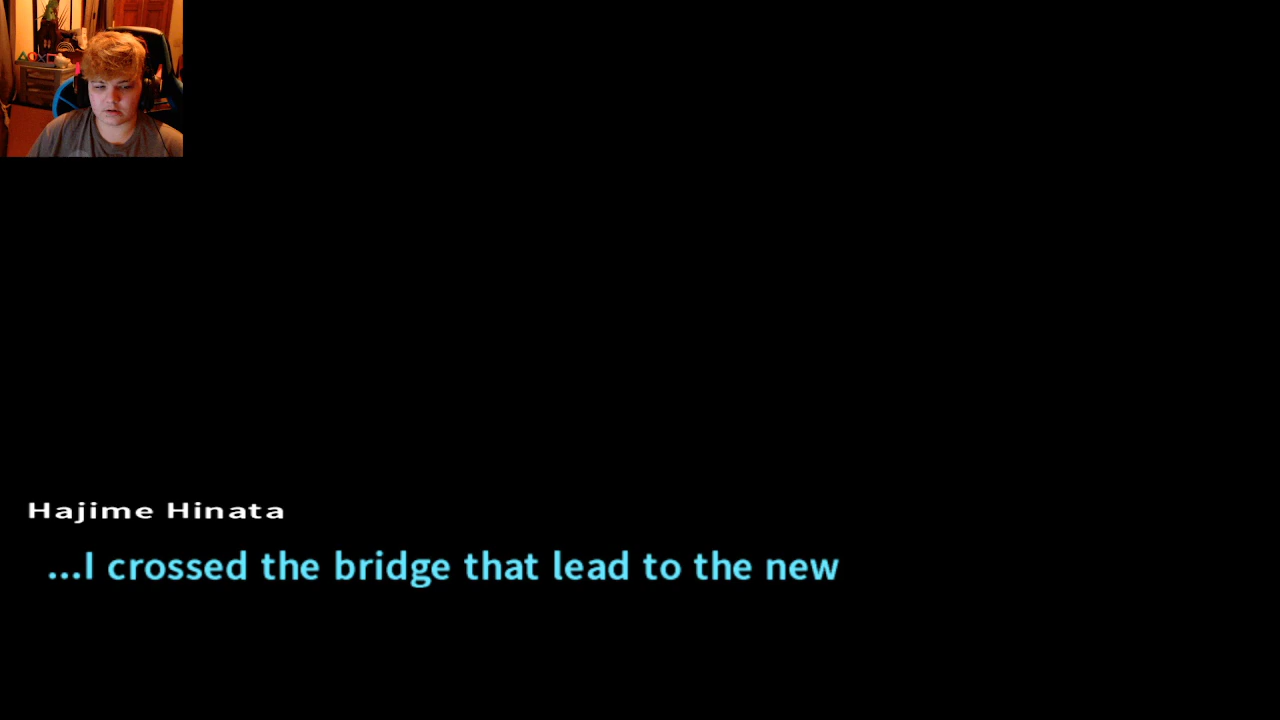 Hajime Hinata
...I crossed the bridge that lead to the new